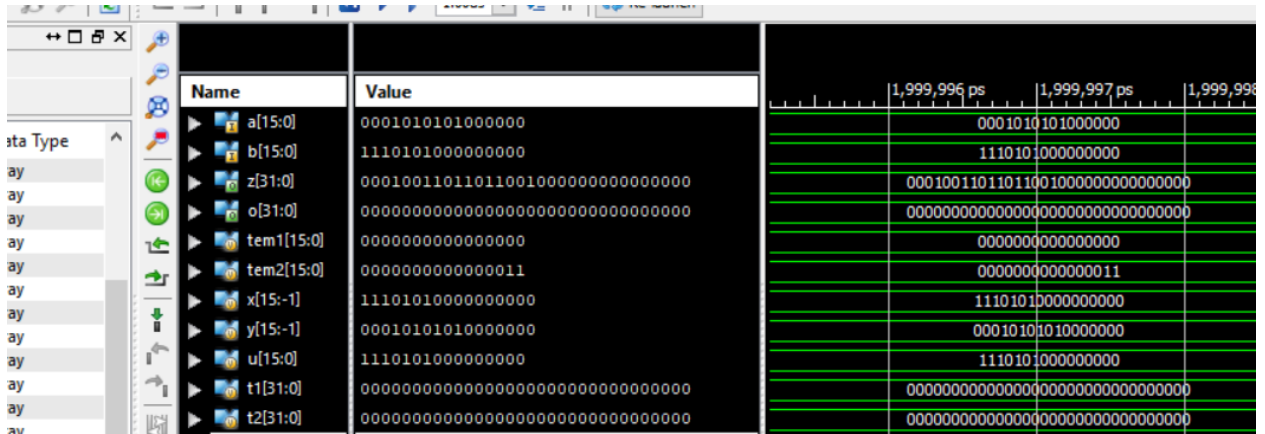 Name Value
1,999,996 ps 1,999,997 ps
ata Type
a[15:0] 0001010101000000 0001010101000000
b[15:0] 1110101000000000 1110101000000000
ay
z[31:0] 00010011011011001000000000000000 00010011011011001000000000000000
ay
o[31:0] 00000000000000000000000000000000 00000000000000000000000000000000
ay
tem1[15:0] 0000000000000000 0000000000000000
ay
tem2[15:0] 0000000000000011 0000000000000011
ay
x[15:-1] 11101010000000000 11101010000000000
ay
y[15:-1] 00010101010000000 00010101010000000
ay
u[15:0] 1110101000000000 1110101000000000
ay
t1[31:0] 00000000000000000000000000000000 00000000000000000000000000000000
ay
t2[31:0] 00000000000000000000000000000000 00000000000000000000000000000000
ay